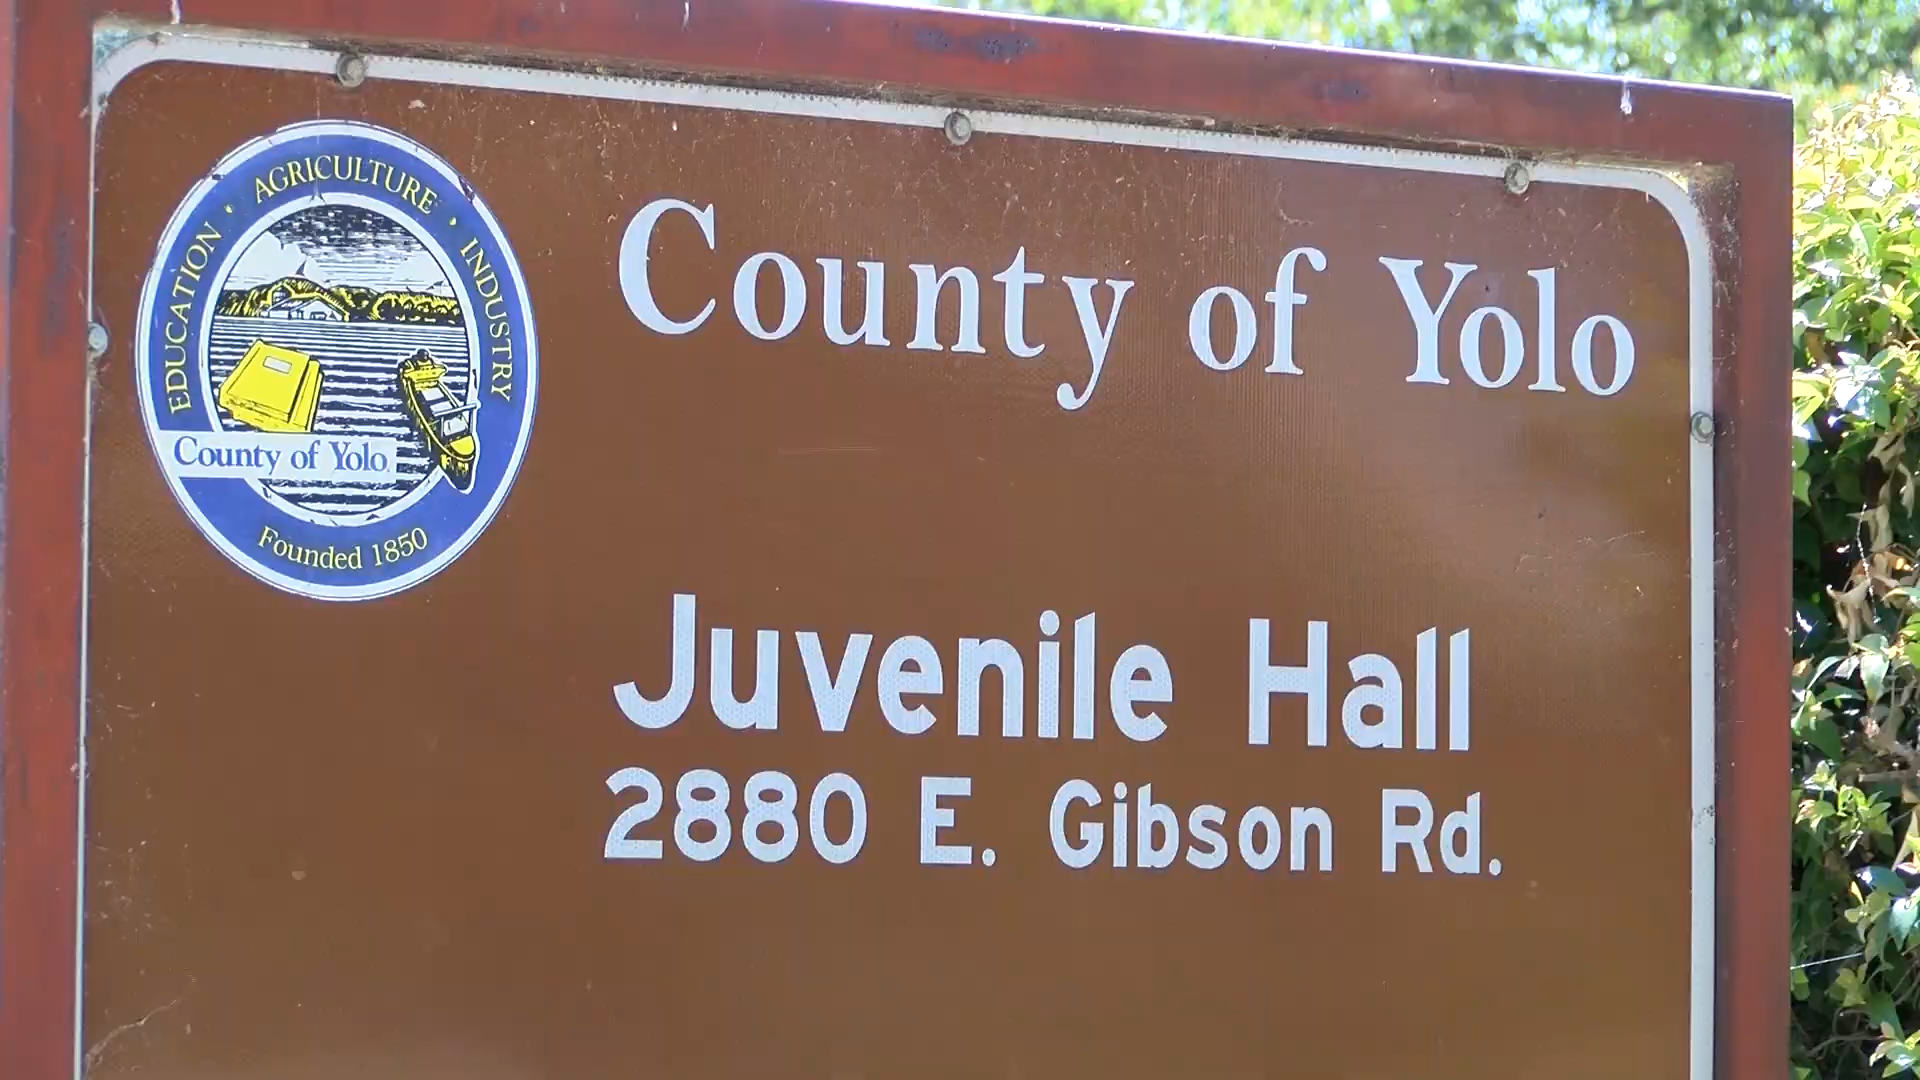 EDUCATION • AGRICULTURE • INDUSTRY
County of Yolo
Founded 1850
County of Yolo
Juvenile Hall
2880 E. Gibson Rd.